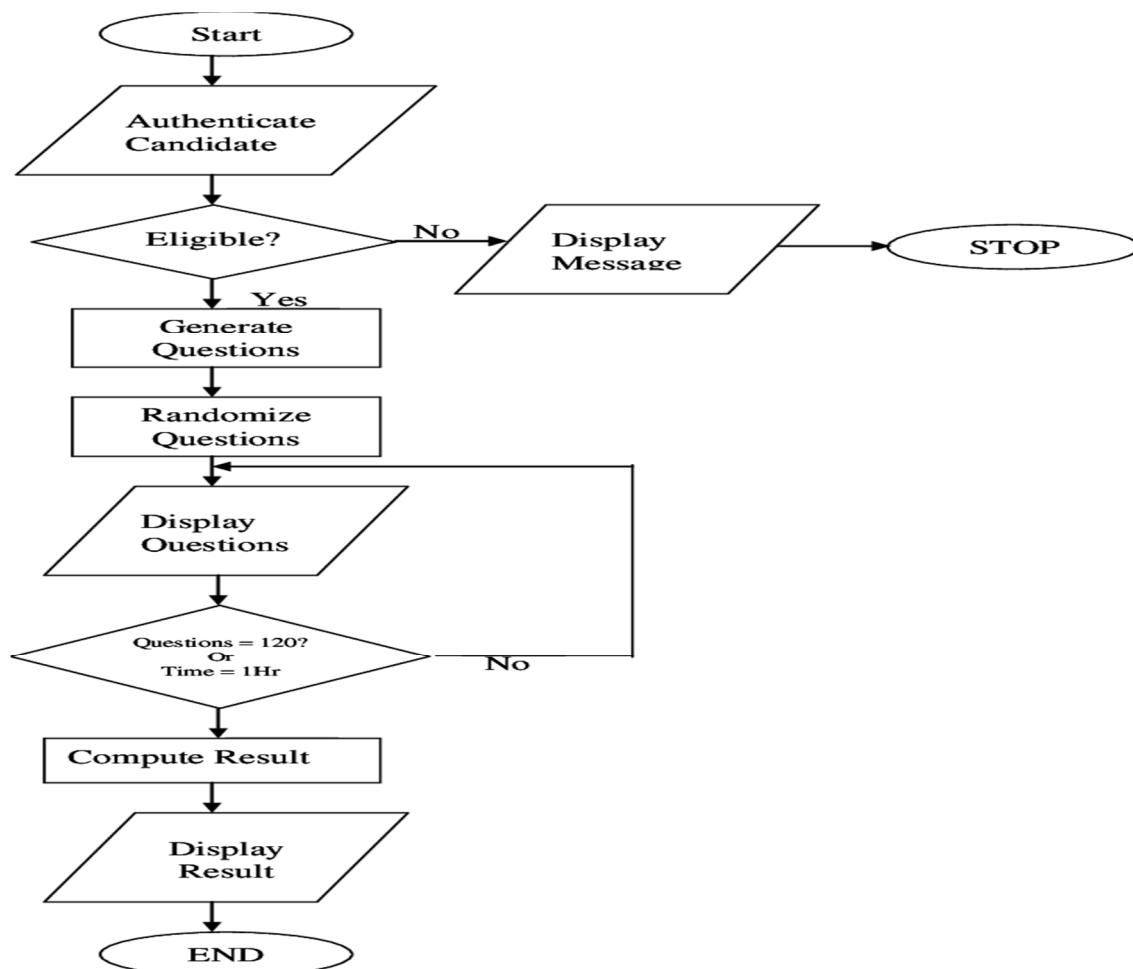 Start
Authenticate
Candidate
Eligible?
No
Display
Message
STOP
Yes
Generate
Questions
Randomize
Questions
Display
Questions
Questions = 120?
Or
Time = 1Hr
No
Compute Result
Display
Result
END